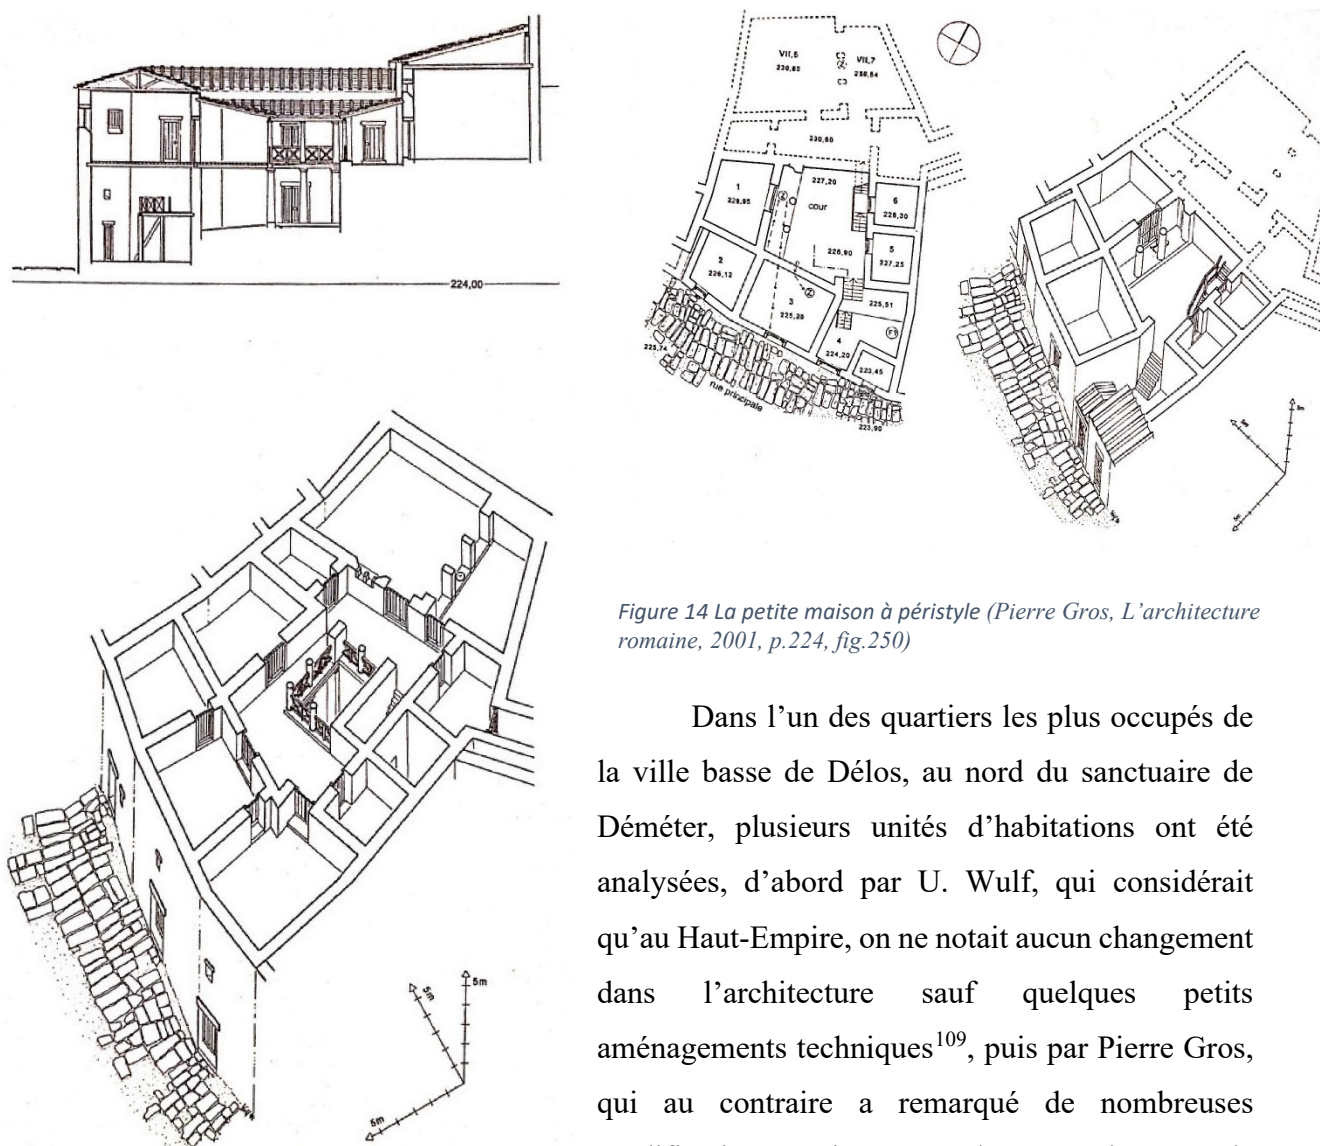 224,00
VII,6
230,60
VII,7
230,64
230,60
1
228,95
227,20
cour
6
228,30
2
226,12
226,90
5
227,25
3
225,20
225,51
4
224,20
223,45
225,74
rue principale
223,90
5m
5m
5m
5m
5m
5m
Figure 14 La petite maison à péristyle (Pierre Gros, L’architecture
romaine, 2001, p.224, fig.250)
Dans l’un des quartiers les plus occupés de
la ville basse de Délos, au nord du sanctuaire de
Déméter, plusieurs unités d’habitations ont été
analysées, d’abord par U. Wulf, qui considérait
qu’au Haut-Empire, on ne notait aucun changement
dans l’architecture sauf quelques petits
aménagements techniques109, puis par Pierre Gros,
qui au contraire a remarqué de nombreuses